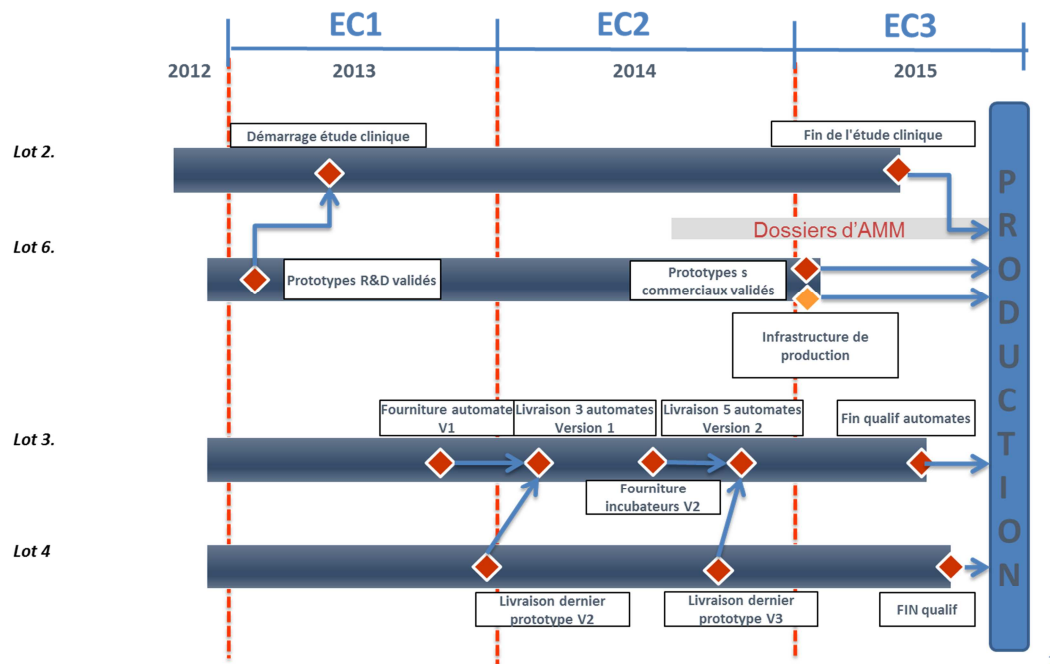 EC1
EC2
EC3
2012
2013
2014
2015
Démarrage étude clinique
Fin de l'étude clinique
Lot 2.
Dossiers d'AMM
Lot 6.
Prototypes R&D validés
Prototypes s
commerciaux validés
Infrastructure de
production
Fourniture automate
V1
Livraison 3 automates
Version 1
Livraison 5 automates
Version 2
Fin qualif automates
Lot 3.
Fourniture
incubateurs V2
Lot 4
Livraison dernier
prototype V2
Livraison dernier
prototype V3
FIN qualif
PRODUCTION